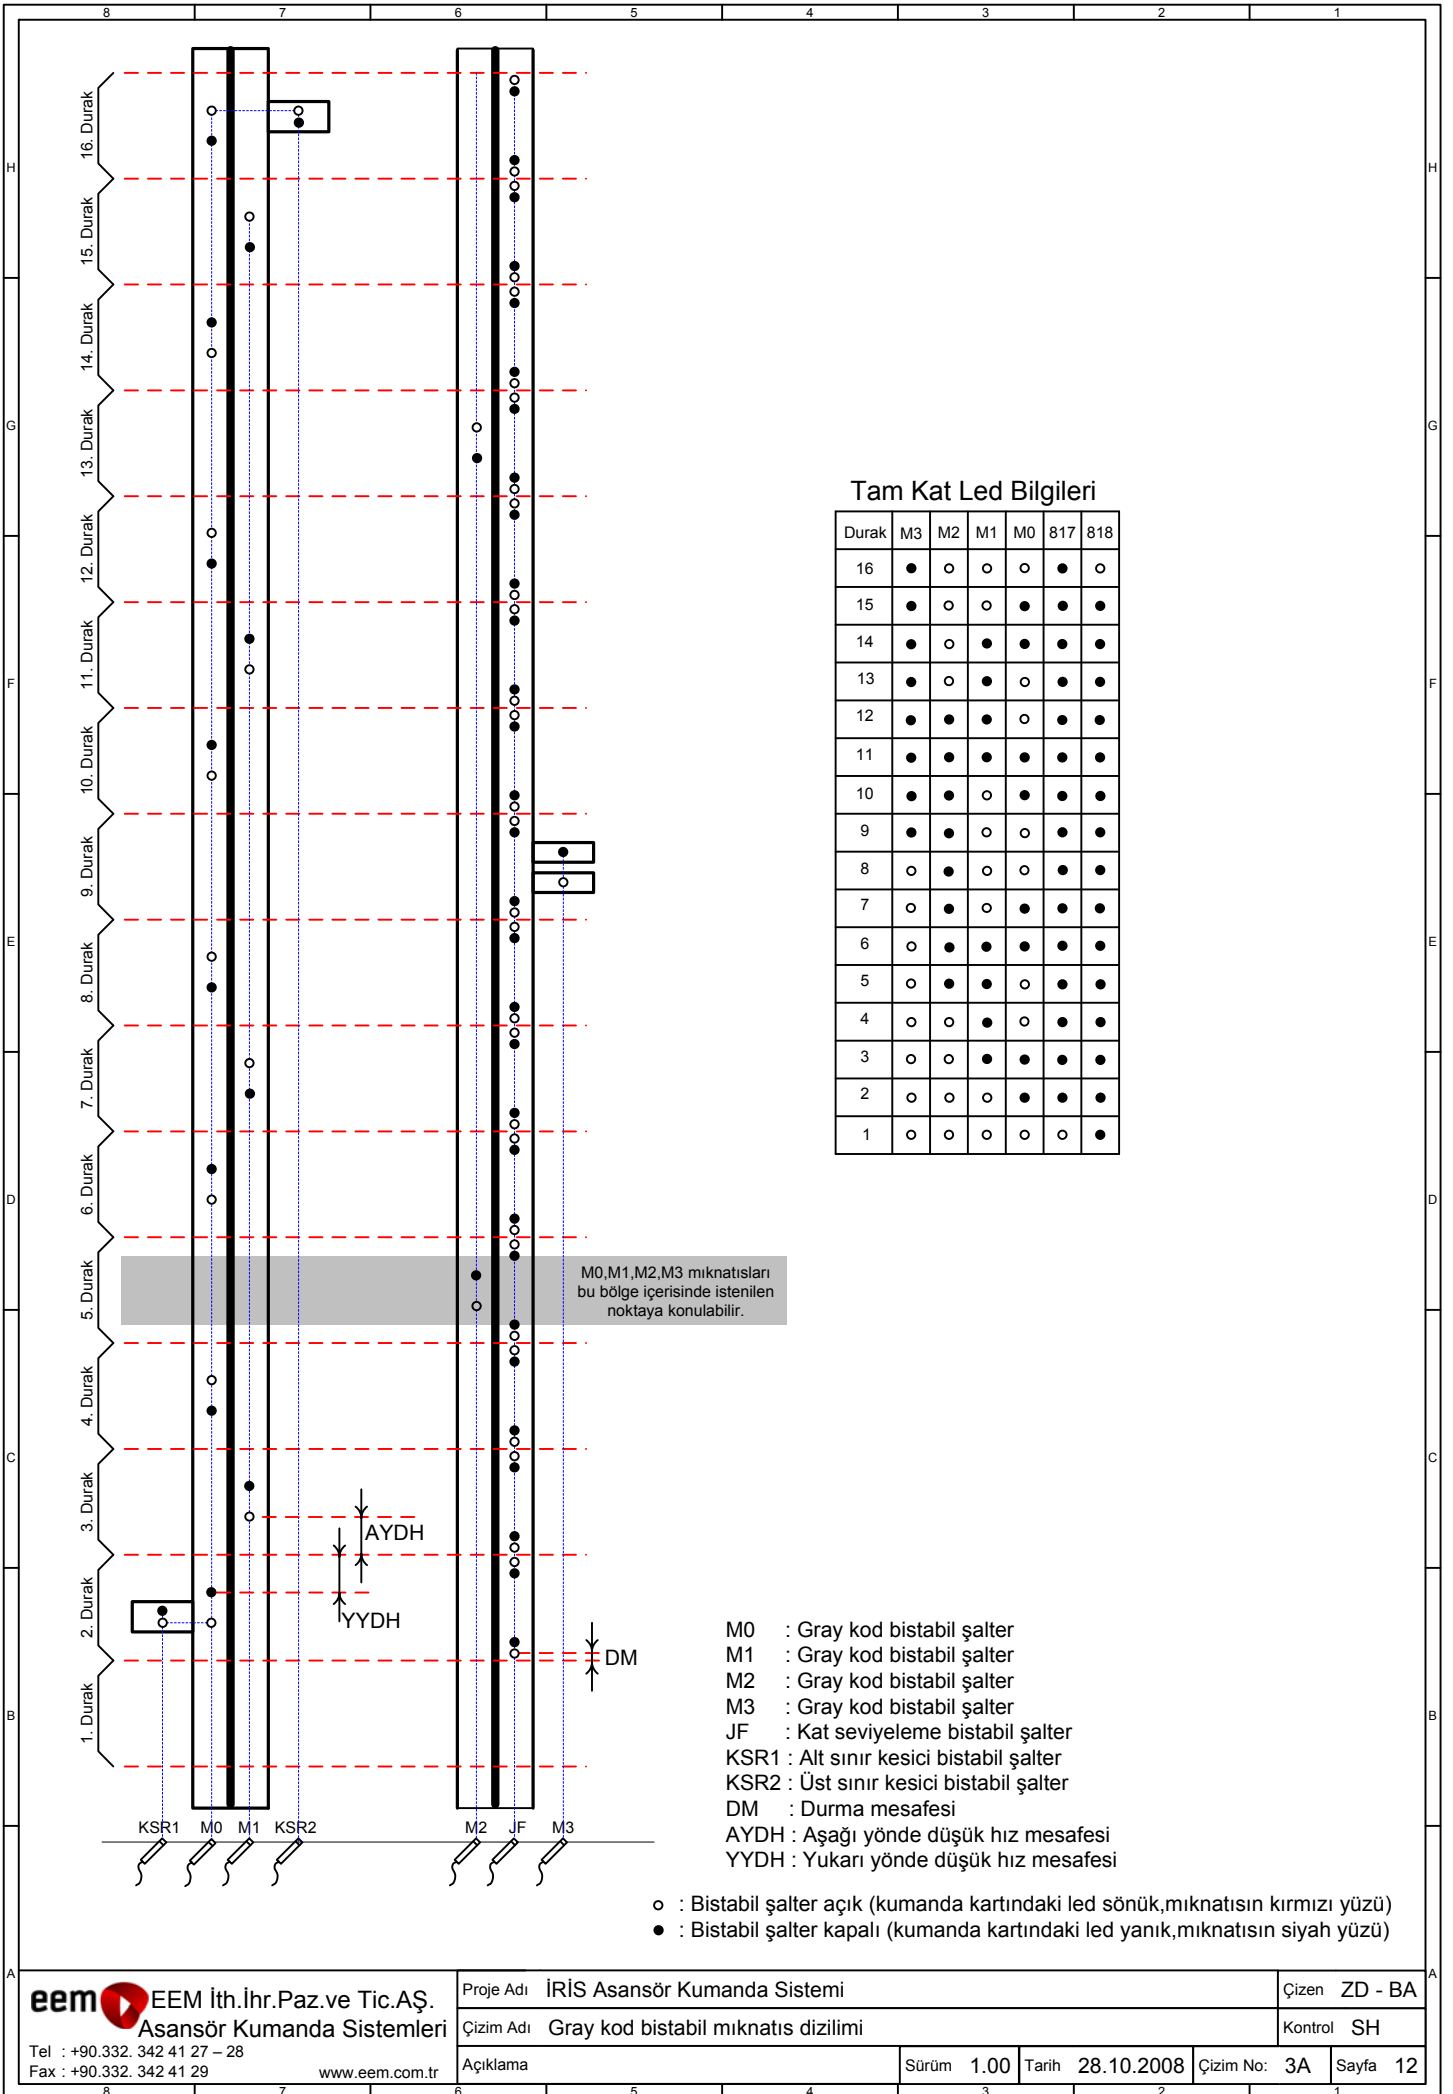 8 7 6 5 4 3 2 1
H H
G G
F F
E E
D D
C C
B B
A A
16. Durak
15. Durak
14. Durak
13. Durak
12. Durak
11. Durak
10. Durak
9. Durak
8. Durak
7. Durak
6. Durak
5. Durak
4. Durak
3. Durak
2. Durak
1. Durak
Tam Kat Led Bilgileri
Durak M3 M2 M1 M0 817 818
16 ● ○ ○ ○ ● ○
15 ● ○ ○ ● ● ●
14 ● ○ ● ● ● ●
13 ● ○ ● ○ ● ●
12 ● ● ● ○ ● ●
11 ● ● ● ● ● ●
10 ● ● ○ ● ● ●
9 ● ● ○ ○ ● ●
8 ○ ● ○ ○ ● ●
7 ○ ● ○ ● ● ●
6 ○ ● ● ● ● ●
5 ○ ● ● ○ ● ●
4 ○ ○ ● ○ ● ●
3 ○ ○ ● ● ● ●
2 ○ ○ ○ ● ● ●
1 ○ ○ ○ ○ ○ ●
M0,M1,M2,M3 mıknatısları
bu bölge içerisinde istenilen
noktaya konulabilir.
AYDH
YYDH
DM
KSR1 M0 M1 KSR2 M2 JF M3
M0 : Gray kod bistabil şalter
M1 : Gray kod bistabil şalter
M2 : Gray kod bistabil şalter
M3 : Gray kod bistabil şalter
JF : Kat seviyeleme bistabil şalter
KSR1 : Alt sınır kesici bistabil şalter
KSR2 : Üst sınır kesici bistabil şalter
DM : Durma mesafesi
AYDH : Aşağı yönde düşük hız mesafesi
YYDH : Yukarı yönde düşük hız mesafesi
○ : Bistabil şalter açık (kumanda kartındaki led sönük,mıknatısın kırmızı yüzü)
● : Bistabil şalter kapalı (kumanda kartındaki led yanık,mıknatısın siyah yüzü)
eem EEM İth.İhr.Paz.ve Tic.AŞ.
Asansör Kumanda Sistemleri
Tel : +90.332. 342 41 27 – 28
Fax : +90.332. 342 41 29 www.eem.com.tr
Proje Adı İRİS Asansör Kumanda Sistemi Çizen ZD - BA
Çizim Adı Gray kod bistabil mıknatıs dizilimi Kontrol SH
Açıklama Sürüm 1.00 Tarih 28.10.2008 Çizim No: 3A Sayfa 12
8 7 6 5 4 3 2 1